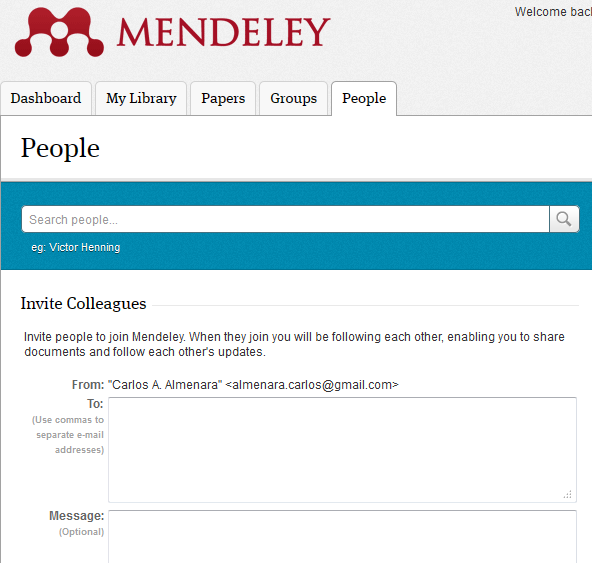 Welcome back
MENDELEY
Dashboard My Library Papers Groups People
People
Search people...
eg: Victor Henning
Invite Colleagues
Invite people to join Mendeley. When they join you will be following each other, enabling you to share
documents and follow each other's updates.
From: "Carlos A. Almenara" <almenara.carlos@gmail.com>
To:
(Use commas to
separate e-mail
addresses)
Message:
(Optional)